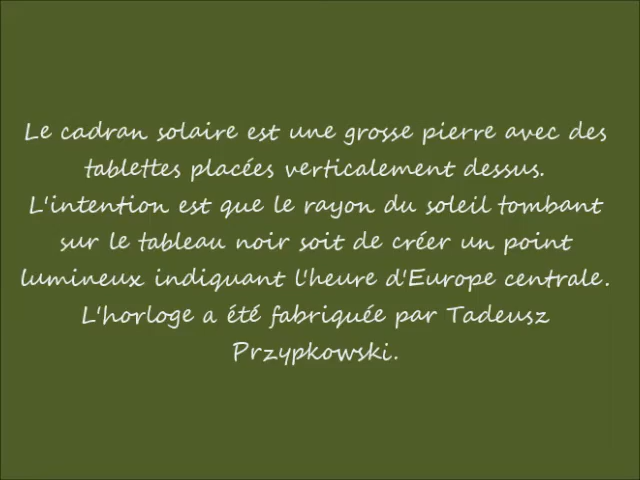 Le cadran solaire est une grosse pierre avec des
tablettes placées verticalement dessus.
L'intention est que le rayon du soleil tombant
sur le tableau noir soit de créer un point
lumineux indiquant l'heure d'Europe centrale.
L'horloge a été fabriquée par Tadeusz
Przypkowski.